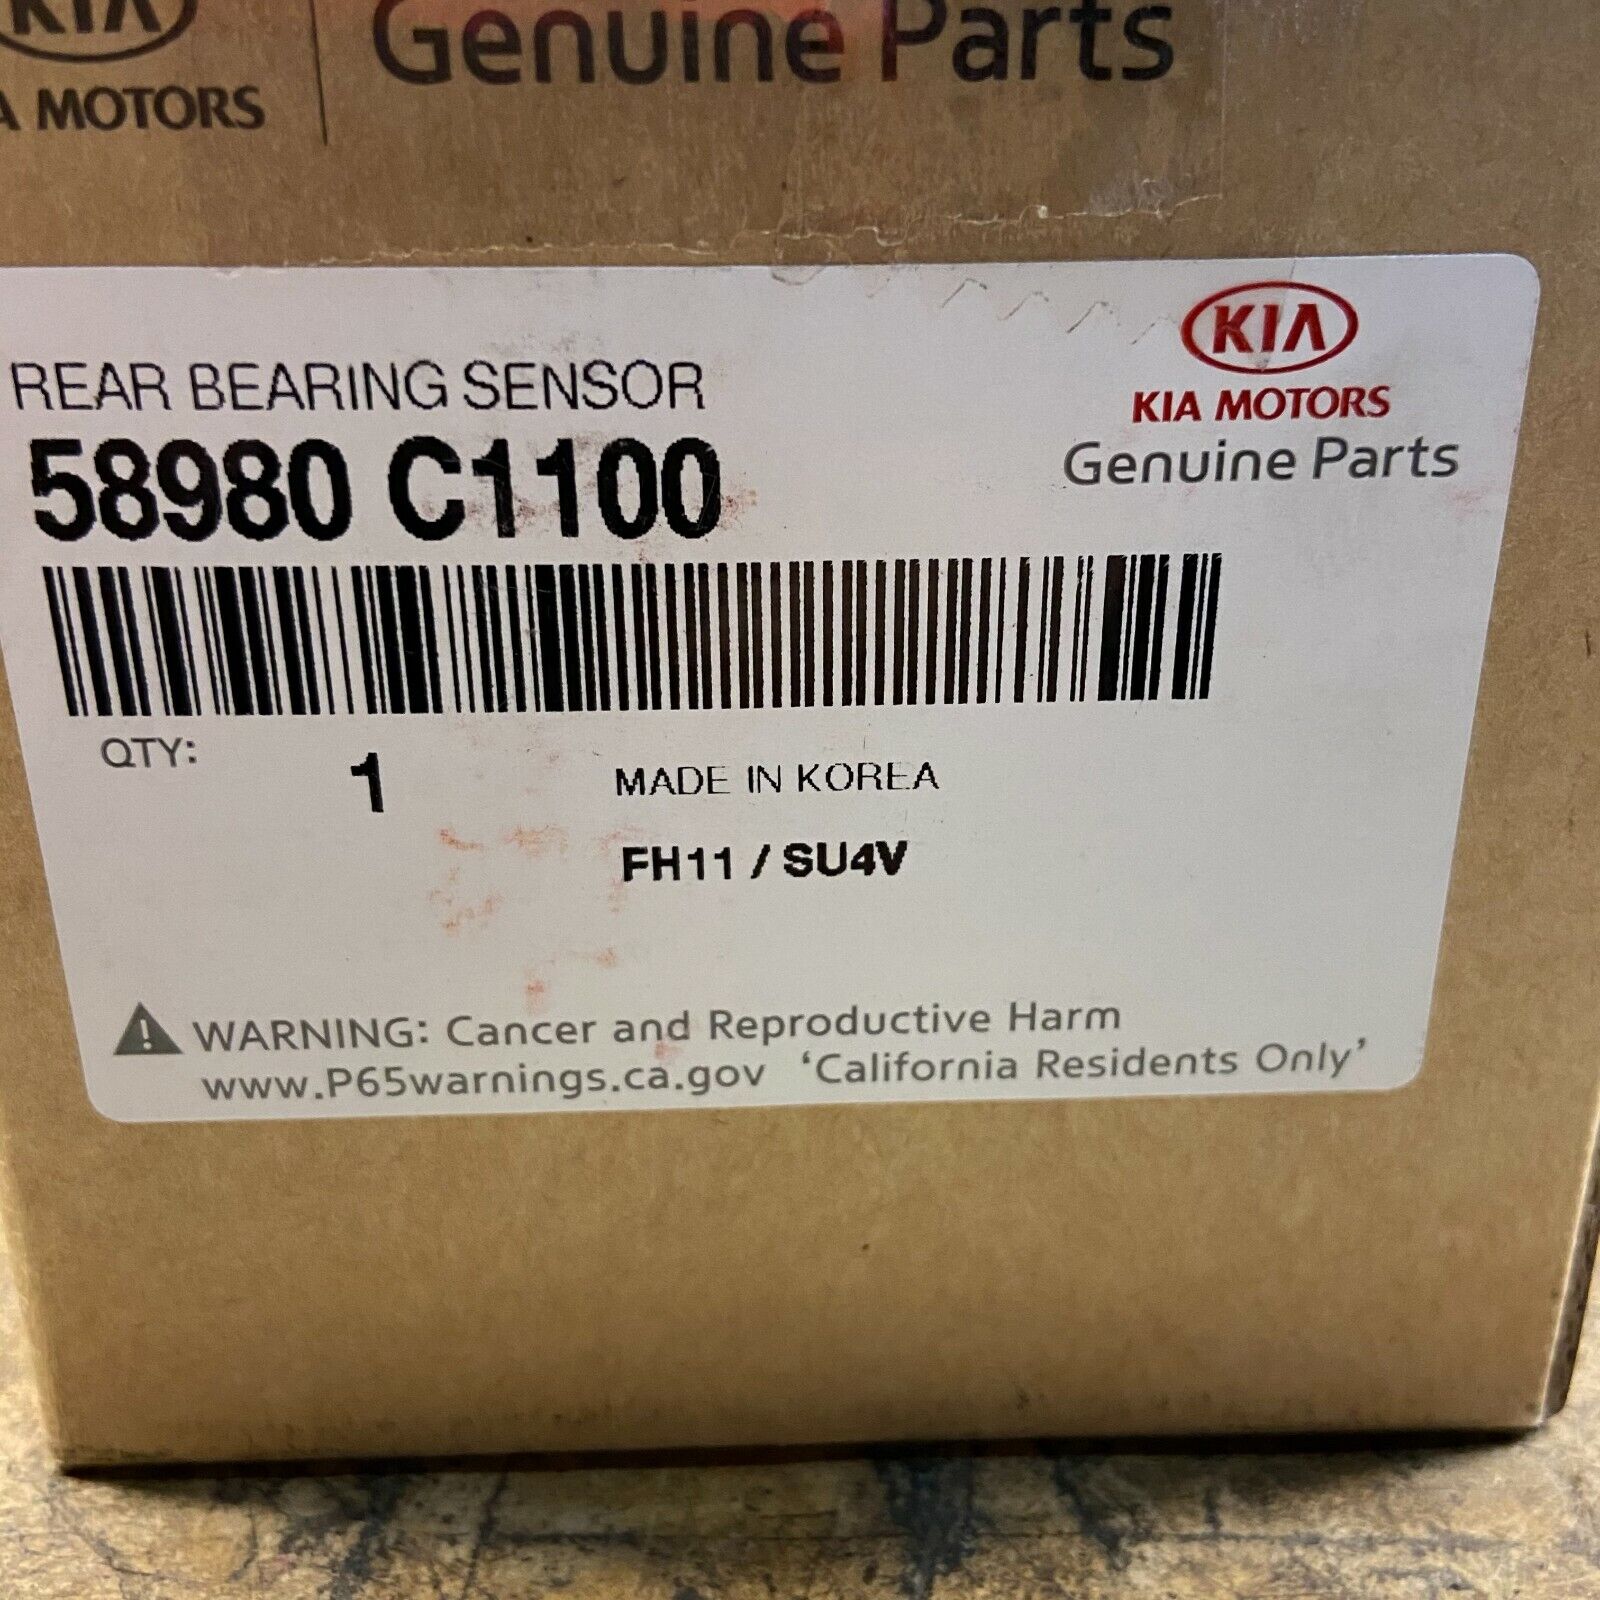 KIA
Genuine Parts
A MOTORS
KIA
KIA MOTORS
Genuine Parts
REAR BEARING SENSOR
58980 C1100
QTY:
1
MADE IN KOREA
FH11 / SU4V
WARNING: Cancer and Reproductive Harm
www.P65warnings.ca.gov 'California Residents Only'